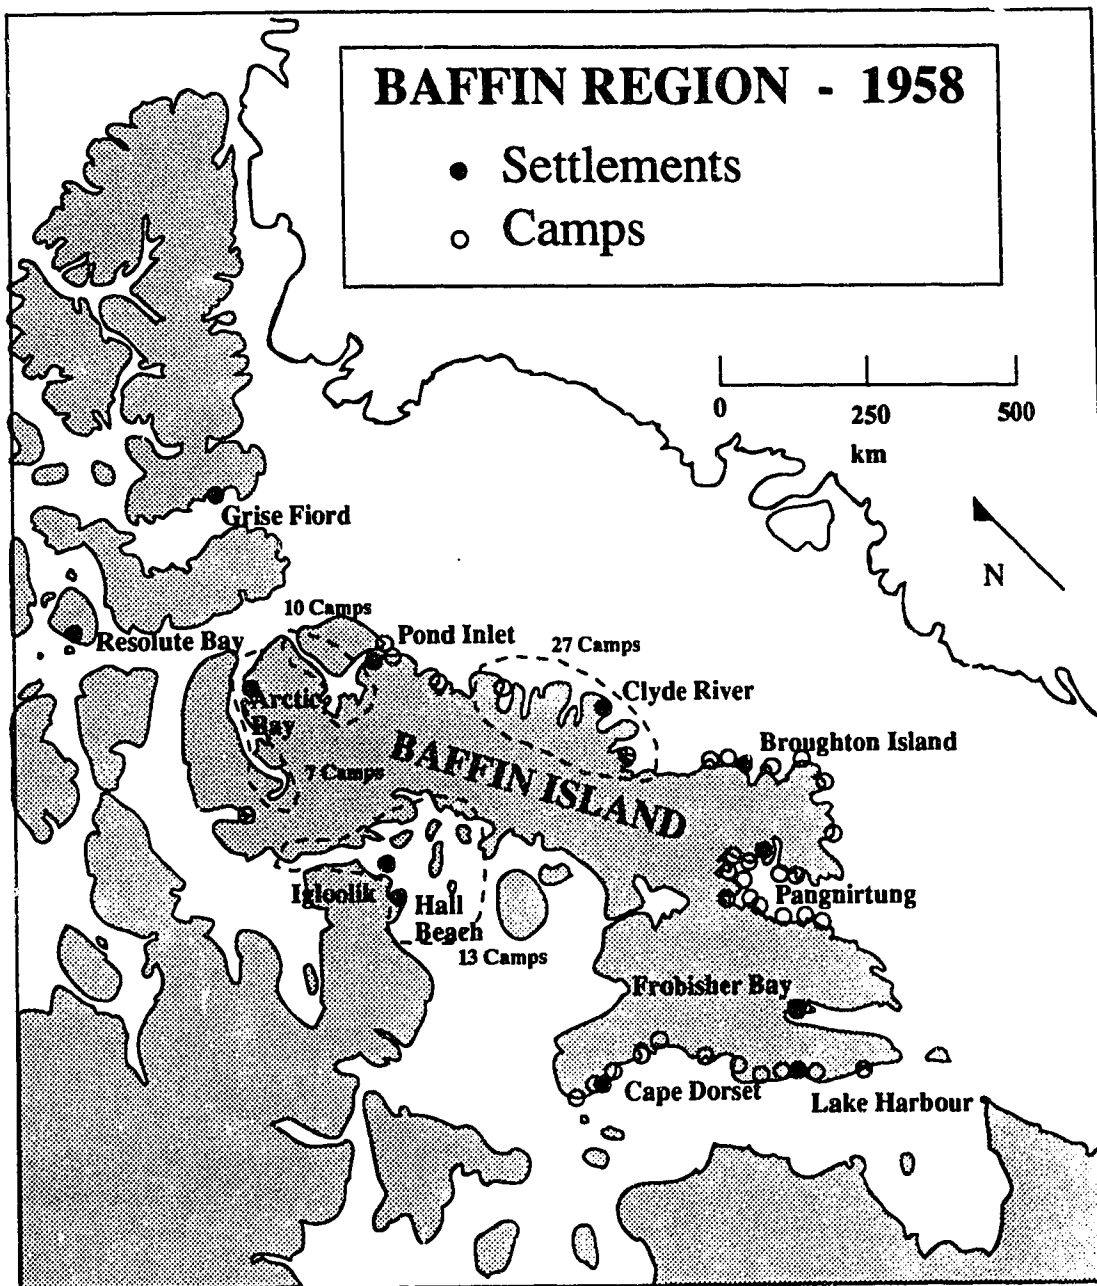 BAFFIN REGION - 1958
Settlements
Camps
0 250 500
km
N
Grise Fiord
10 Camps
Resolute Bay
Pond Inlet
27 Camps
Arctic
Bay
Clyde River
Broughton Island
7 Camps
BAFFIN ISLAND
Igloolik
Hall
Beach
Pangnirtung
13 Camps
Frobisher Bay
Cape Dorset
Lake Harbour